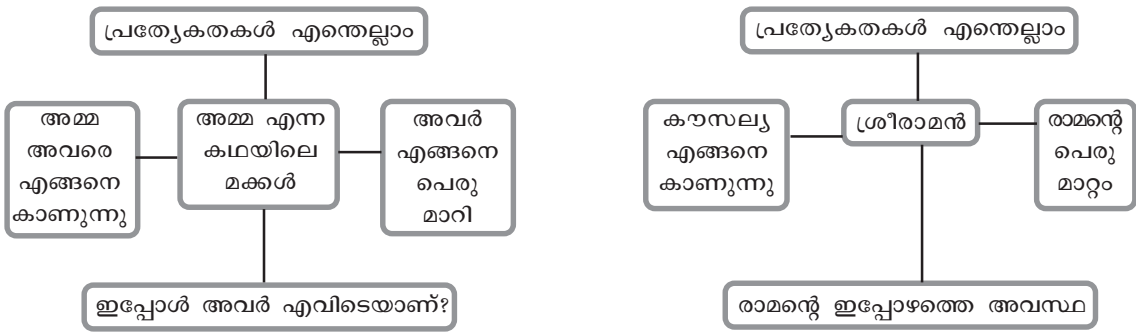 പ്രത്യേകതകൾ എന്തെല്ലാം
അമ്മ
അവരെ
എങ്ങനെ
കാണുന്നു
അമ്മ എന്ന
കഥയിലെ
മക്കൾ
അവർ
എങ്ങനെ
പെരു
മാറി
ഇപ്പോൾ അവർ എവിടെയാണ്?
പ്രത്യേകതകൾ എന്തെല്ലാം
കൗസല്യ
എങ്ങനെ
കാണുന്നു
ശ്രീരാമൻ
രാമന്റെ
പെരു
മാറ്റം
രാമന്റെ ഇപ്പോഴത്തെ അവസ്ഥ